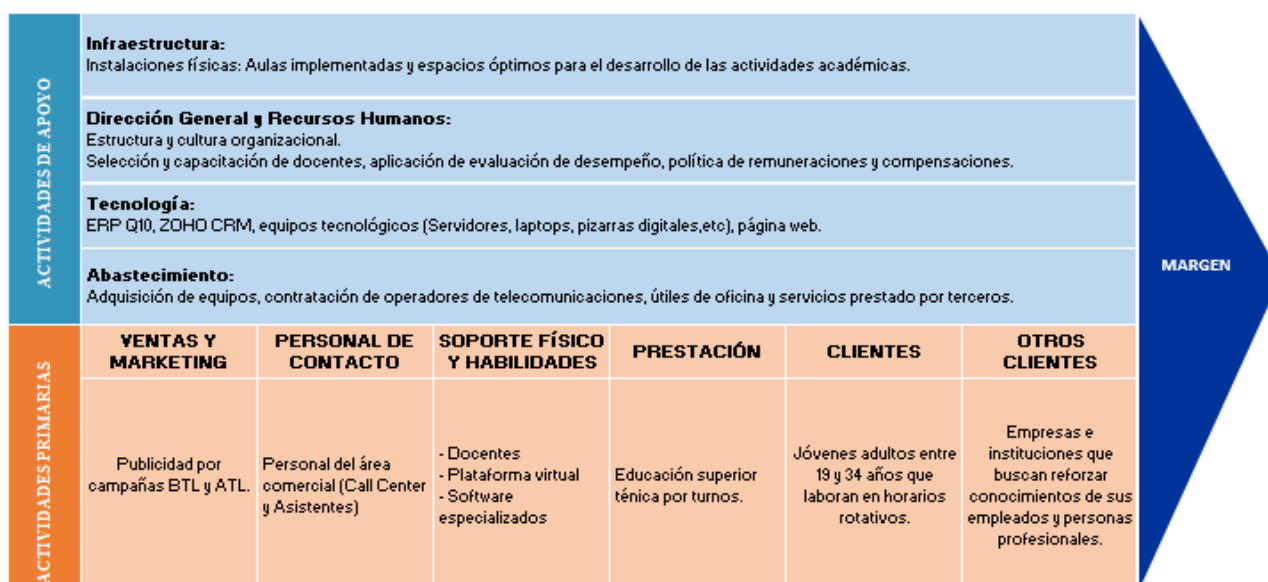 ACTIVIDADES DE APOYO
Infraestructura:
Instalaciones físicas: Aulas implementadas y espacios óptimos para el desarrollo de las actividades académicas.
Dirección General y Recursos Humanos:
Estructura y cultura organizacional.
Selección y capacitación de docentes, aplicación de evaluación de desempeño, política de remuneraciones y compensaciones.
Tecnología:
ERP Q10, ZOHO CRM, equipos tecnológicos (Servidores, laptops, pizarras digitales,etc), página web.
Abastecimiento:
Adquisición de equipos, contratación de operadores de telecomunicaciones, útiles de oficina y servicios prestado por terceros.
MARGEN
ACTIVIDADES PRIMARIAS
VENTAS Y
MARKETING
Publicidad por
campañas BTL y ATL.
PERSONAL DE
CONTACTO
Personal del área
comercial (Call Center
y Asistentes)
SOPORTE FÍSICO
Y HABILIDADES
- Docentes
- Plataforma virtual
- Software
especializados
PRESTACIÓN
Educación superior
ténica por turnos.
CLIENTES
Jóvenes adultos entre
19 y 34 años que
laboran en horarios
rotativos.
OTROS
CLIENTES
Empresas e
instituciones que
buscan reforzar
conocimientos de sus
empleados y personas
profesionales.